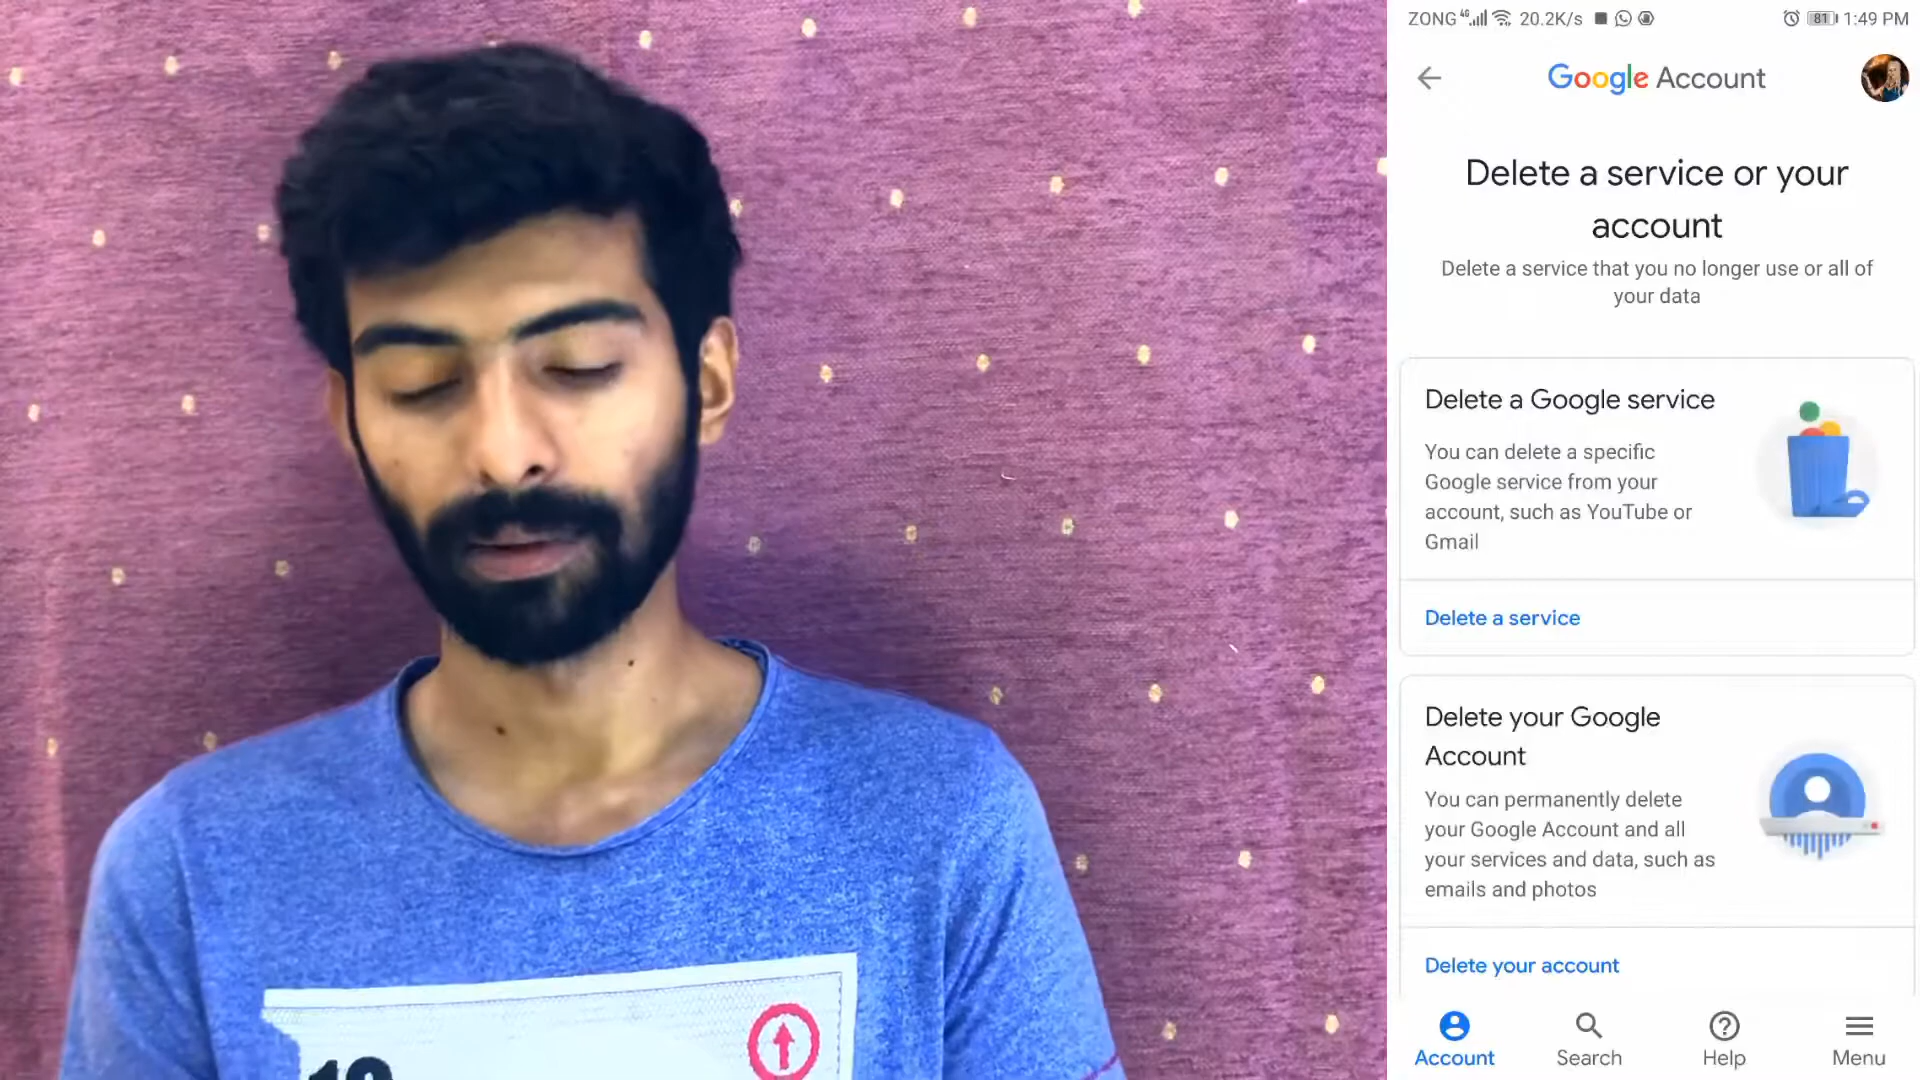 ZONG 4G 20.2K/s 81 1:49 PM
Google Account
Delete a service or your
account
Delete a service that you no longer use or all of
your data
Delete a Google service
You can delete a specific
Google service from your
account, such as YouTube or
Gmail
Delete a service
Delete your Google
Account
You can permanently delete
your Google Account and all
your services and data, such as
emails and photos
Delete your account
Account Search Help Menu